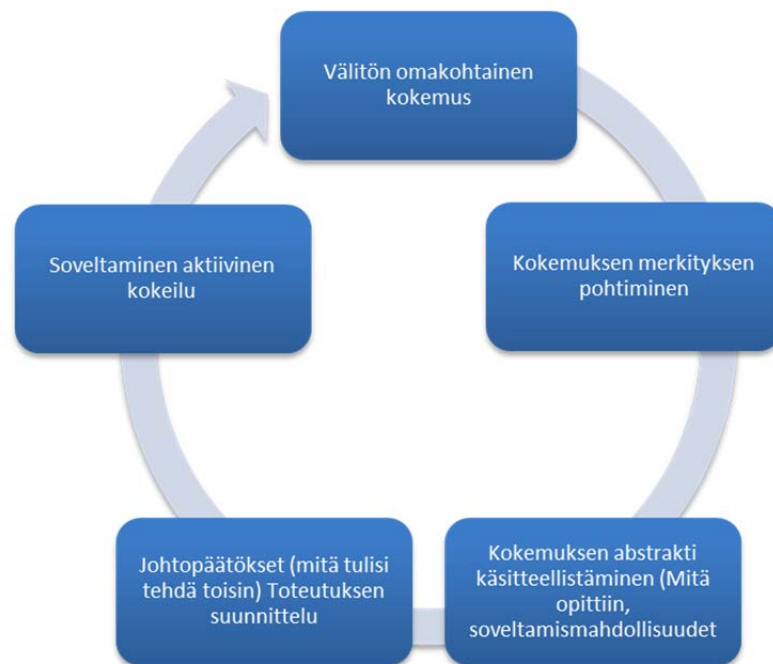 Välitön omakohtainen
kokemus
Kokemuksen merkityksen
pohtiminen
Kokemuksen abstrakti
käsitteellistäminen (Mitä
opittiin,
soveltamismahdollisuudet
Johtopäätökset (mitä tulisi
tehdä toisin) Toteutuksen
suunnittelu
Soveltaminen aktiivinen
kokeilu